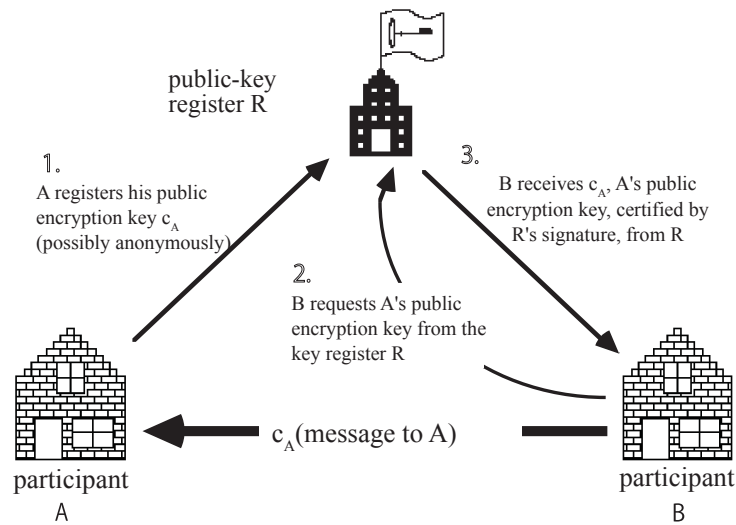 public-key
register R
1.
A registers his public
encryption key c_A
(possibly anonymously)
3.
B receives c_A, A's public
encryption key, certified by
R's signature, from R
2.
B requests A's public
encryption key from the
key register R
c_A(message to A)
participant
A
participant
B